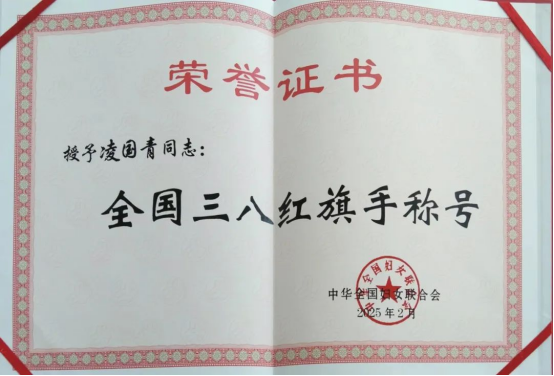 荣誉证书
授予凌国青同志：
全国三八红旗手称号
中华全国妇女联合会
2025年2月